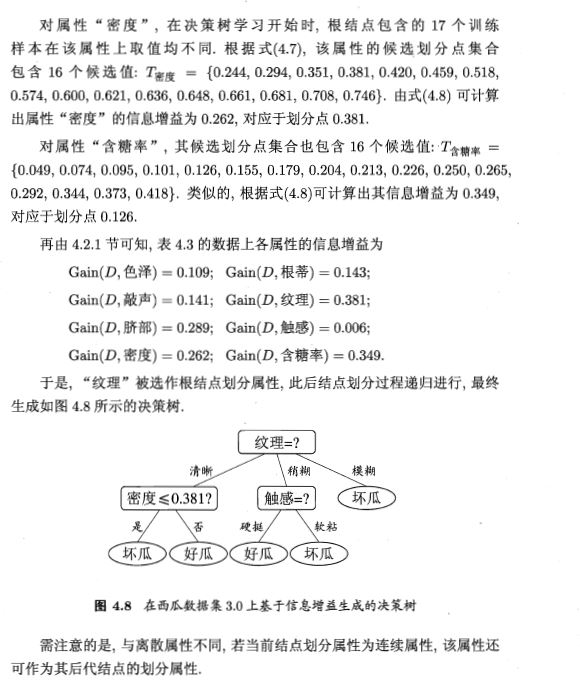 对属性“密度”, 在决策树学习开始时, 根结点包含的 17 个训练
样本在该属性上取值均不同. 根据式(4.7), 该属性的候选划分点集合
包含 16 个候选值: T密度 = {0.244, 0.294, 0.351, 0.381, 0.420, 0.459, 0.518,
0.574, 0.600, 0.621, 0.636, 0.648, 0.661, 0.681, 0.708, 0.746}. 由式(4.8) 可计算
出属性“密度”的信息增益为 0.262, 对应于划分点 0.381.
对属性“含糖率”, 其候选划分点集合也包含 16 个候选值: T含糖率 =
{0.049, 0.074, 0.095, 0.101, 0.126, 0.155, 0.179, 0.204, 0.213, 0.226, 0.250, 0.265,
0.292, 0.344, 0.373, 0.418}. 类似的, 根据式(4.8)可计算出其信息增益为 0.349,
对应于划分点 0.126.
再由 4.2.1 节可知, 表 4.3 的数据上各属性的信息增益为
Gain(D, 色泽) = 0.109; Gain(D, 根蒂) = 0.143;
Gain(D, 敲声) = 0.141; Gain(D, 纹理) = 0.381;
Gain(D, 脐部) = 0.289; Gain(D, 触感) = 0.006;
Gain(D, 密度) = 0.262; Gain(D, 含糖率) = 0.349.
于是, “纹理”被选作根结点划分属性, 此后结点划分过程递归进行, 最终
生成如图 4.8 所示的决策树.
纹理=?
清晰 稍糊 模糊
密度≤0.381? 触感=? 坏瓜
是 否 硬挺 软粘
坏瓜 好瓜 好瓜 坏瓜
图 4.8 在西瓜数据集 3.0 上基于信息增益生成的决策树
需注意的是, 与离散属性不同, 若当前结点划分属性为连续属性, 该属性还
可作为其后代结点的划分属性.